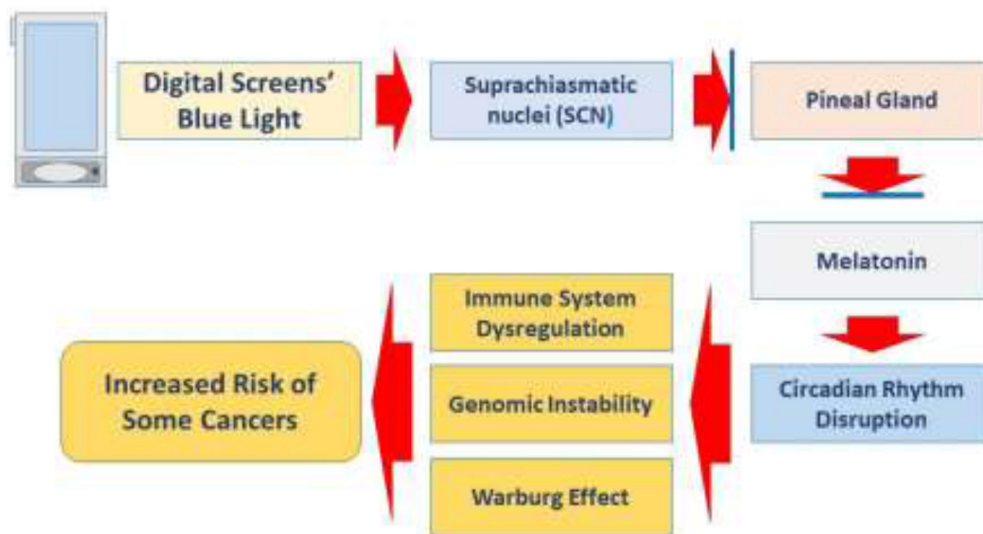 Digital Screens'
Blue Light
Suprachiasmatic
nuclei (SCN)
Pineal Gland
Melatonin
Circadian Rhythm
Disruption
Immune System
Dysregulation
Genomic Instability
Warburg Effect
Increased Risk of
Some Cancers